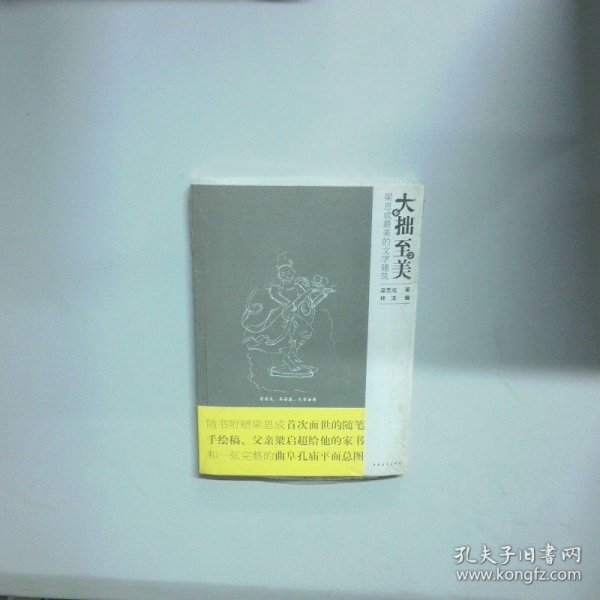 大拙至美
梁思成最美的文字建筑
梁思成 著
林洙 编
随书附赠梁思成首次面世的随笔
手绘稿、父亲梁启超给他的家书
和一张完整的曲阜孔庙平面总图
孔夫子旧书网
www.kongfz.com